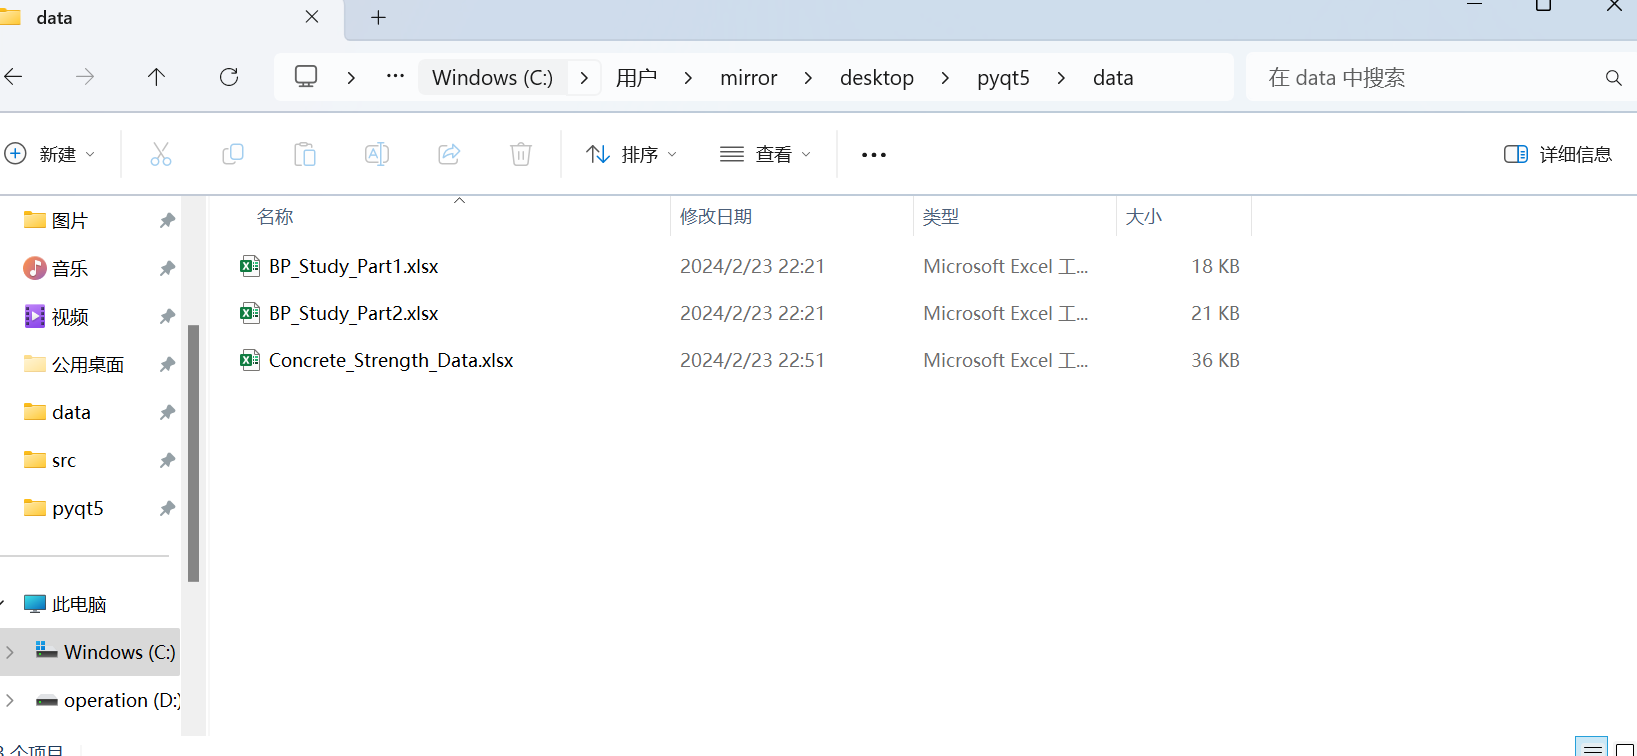 data
Windows (C:) 用户 mirror desktop pyqt5 data
在 data 中搜索
新建 排序 查看 详细信息
名称 修改日期 类型 大小
BP_Study_Part1.xlsx 2024/2/23 22:21 Microsoft Excel 工... 18 KB
BP_Study_Part2.xlsx 2024/2/23 22:21 Microsoft Excel 工... 21 KB
Concrete_Strength_Data.xlsx 2024/2/23 22:51 Microsoft Excel 工... 36 KB
图片
音乐
视频
公用桌面
data
src
pyqt5
此电脑
Windows (C:)
operation (D:)
个项目